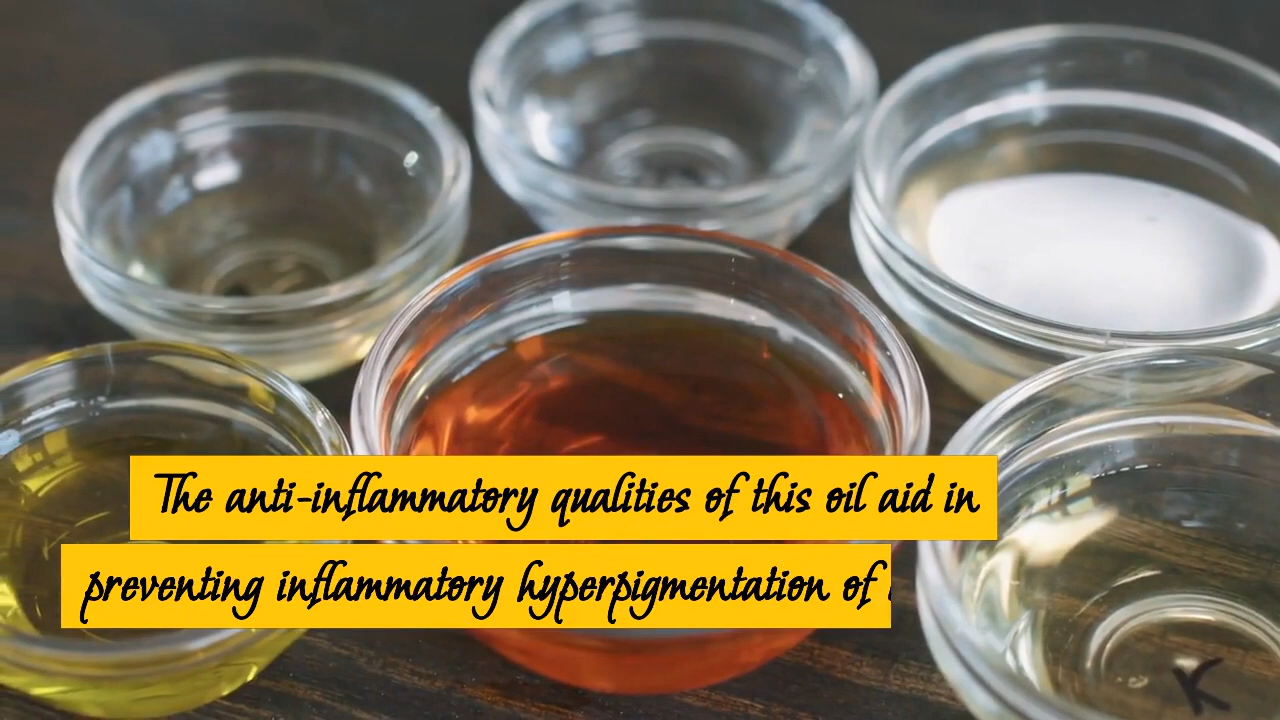 The anti-inflammatory qualities of this oil aid in
preventing inflammatory hyperpigmentation of
K